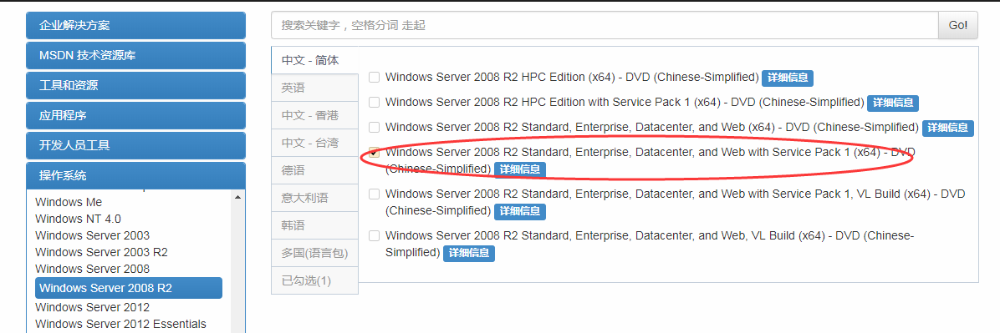 企业解决方案
MSDN 技术资源库
工具和资源
应用程序
开发人员工具
操作系统
Windows Me
Windows NT 4.0
Windows Server 2003
Windows Server 2003 R2
Windows Server 2008
Windows Server 2008 R2
Windows Server 2012
Windows Server 2012 Essentials
搜索关键字，空格分词 走起
Go!
中文 - 简体
英语
中文 - 香港
中文 - 台湾
德语
意大利语
韩语
多国(语言包)
已勾选(1)
Windows Server 2008 R2 HPC Edition (x64) - DVD (Chinese-Simplified) 详细信息
Windows Server 2008 R2 HPC Edition with Service Pack 1 (x64) - DVD (Chinese-Simplified) 详细信息
Windows Server 2008 R2 Standard, Enterprise, Datacenter, and Web (x64) - DVD (Chinese-Simplified) 详细信息
Windows Server 2008 R2 Standard, Enterprise, Datacenter, and Web with Service Pack 1 (x64) - DVD
(Chinese-Simplified) 详细信息
Windows Server 2008 R2 Standard, Enterprise, Datacenter, and Web with Service Pack 1, VL Build (x64) - DVD
(Chinese-Simplified) 详细信息
Windows Server 2008 R2 Standard, Enterprise, Datacenter, and Web, VL Build (x64) - DVD (Chinese-
Simplified) 详细信息